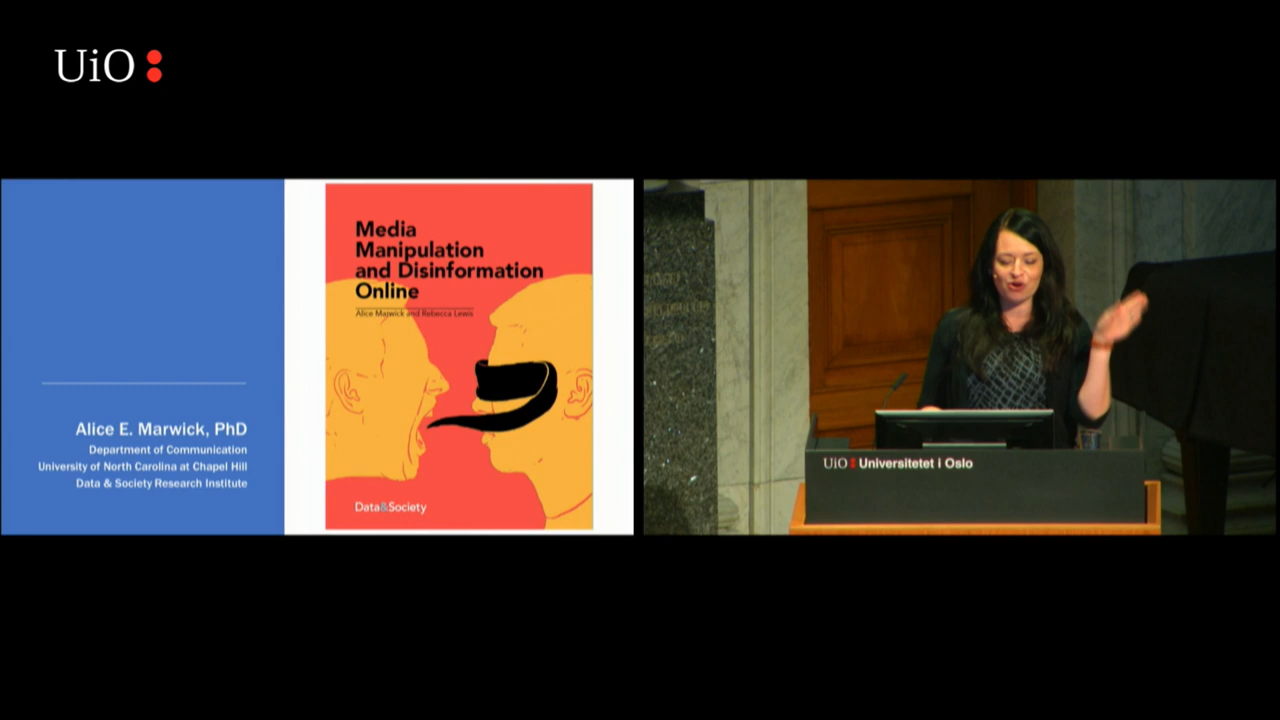 UiO:
Alice E. Marwick, PhD
Department of Communication
University of North Carolina at Chapel Hill
Data & Society Research Institute
Media
Manipulation
and Disinformation
Online
Alice Marwick and Rebecca Lewis
Data&Society
UiO: Universitetet i Oslo